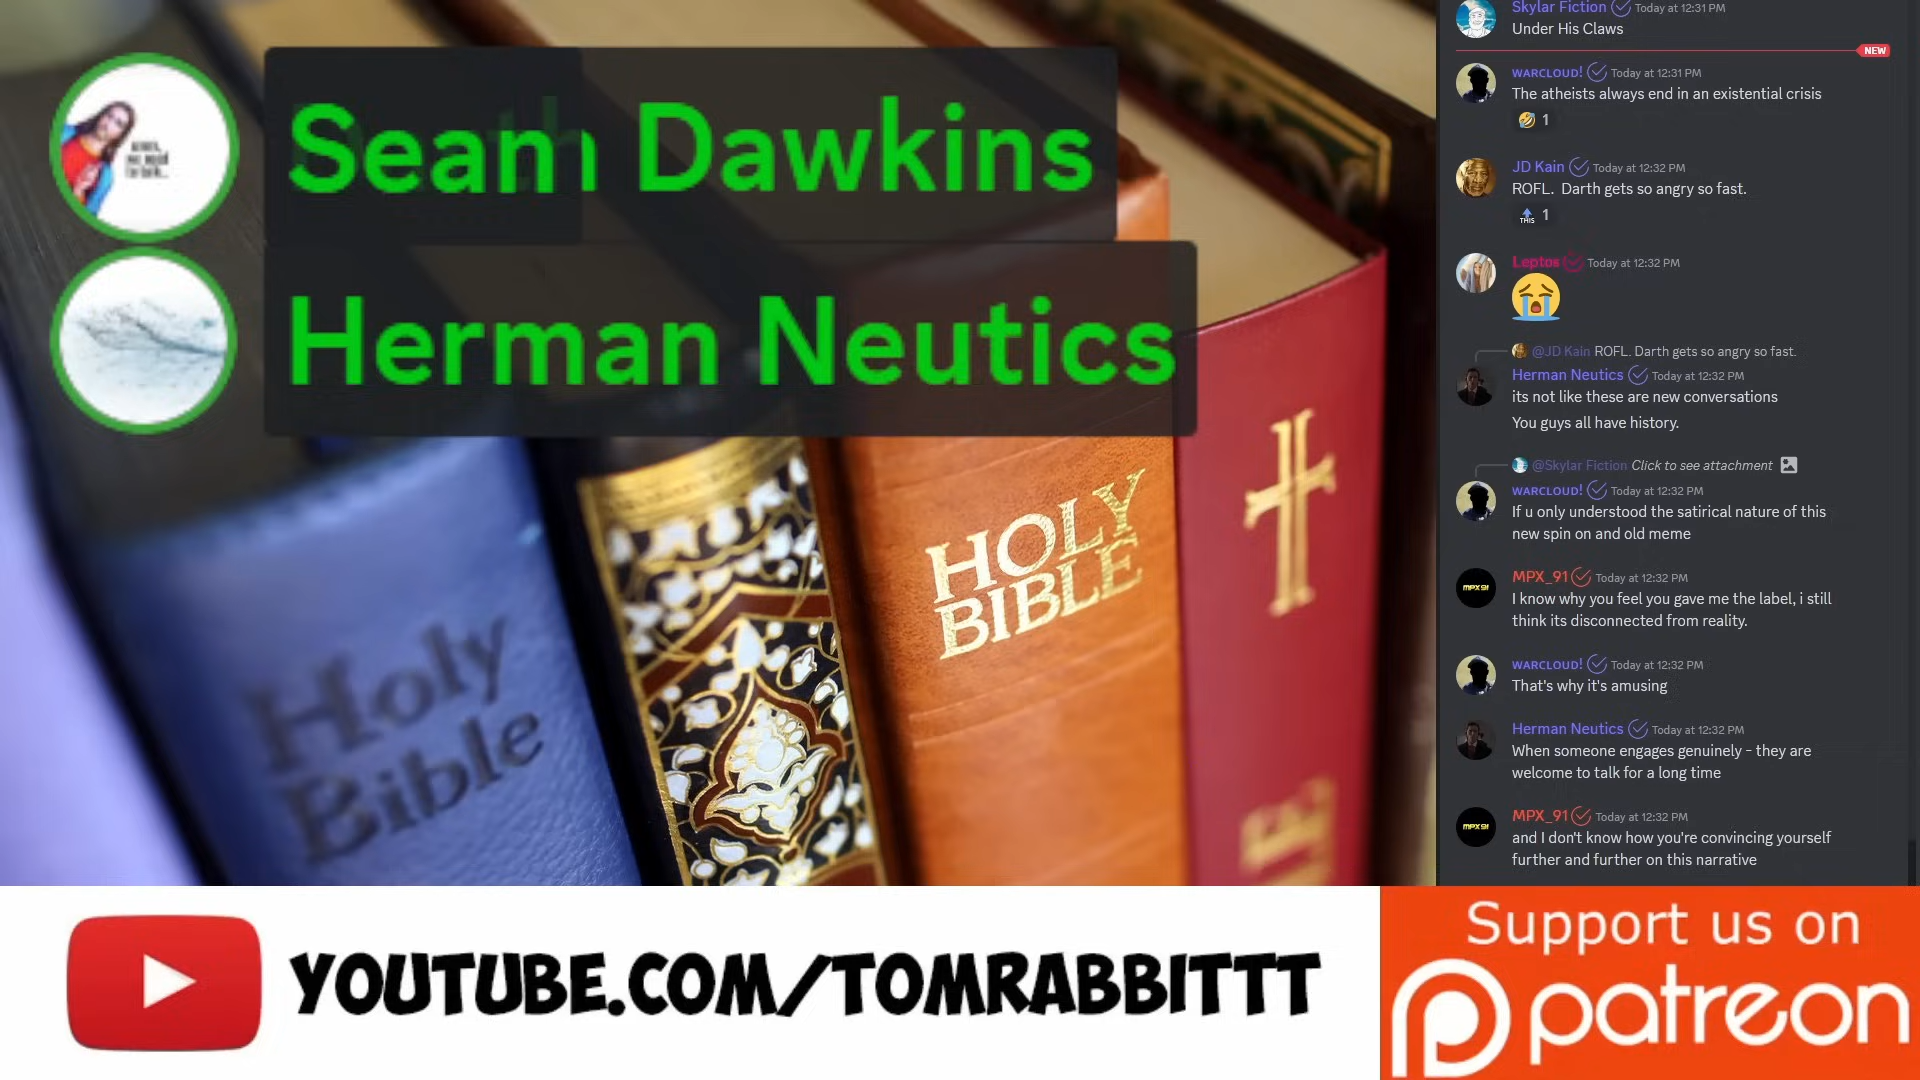 Sean Dawkins
Herman Neutics
Holy
Bible
HOLY
BIBLE
Skylar Fiction Today at 12:31 PM
Under His Claws
NEW
WARCLOUD! Today at 12:31 PM
The atheists always end in an existential crisis
1
JD Kain Today at 12:32 PM
ROFL. Darth gets so angry so fast.
THIS 1
Leptos Today at 12:32 PM
@JD Kain ROFL. Darth gets so angry so fast.
Herman Neutics Today at 12:32 PM
its not like these are new conversations
You guys all have history.
@Skylar Fiction Click to see attachment
WARCLOUD! Today at 12:32 PM
If u only understood the satirical nature of this
new spin on and old meme
MPX 91
MPX_91 Today at 12:32 PM
I know why you feel you gave me the label, i still
think its disconnected from reality.
WARCLOUD! Today at 12:32 PM
That's why it's amusing
Herman Neutics Today at 12:32 PM
When someone engages genuinely - they are
welcome to talk for a long time
MPX 91
MPX_91 Today at 12:32 PM
and I don't know how you're convincing yourself
further and further on this narrative
YOUTUBE.COM/TOMRABBITTT
Support us on
patreon